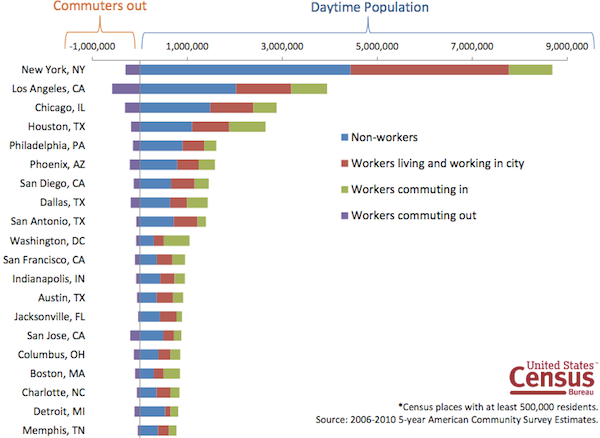 Commuters out
Daytime Population
-1,000,000 1,000,000 3,000,000 5,000,000 7,000,000 9,000,000
New York, NY
Los Angeles, CA
Chicago, IL
Houston, TX
Philadelphia, PA
Phoenix, AZ
San Diego, CA
Dallas, TX
San Antonio, TX
Washington, DC
San Francisco, CA
Indianapolis, IN
Austin, TX
Jacksonville, FL
San Jose, CA
Columbus, OH
Boston, MA
Charlotte, NC
Detroit, MI
Memphis, TN
Non-workers
Workers living and working in city
Workers commuting in
Workers commuting out
United States™
Census
Bureau
*Census places with at least 500,000 residents.
Source: 2006-2010 5-year American Community Survey Estimates.